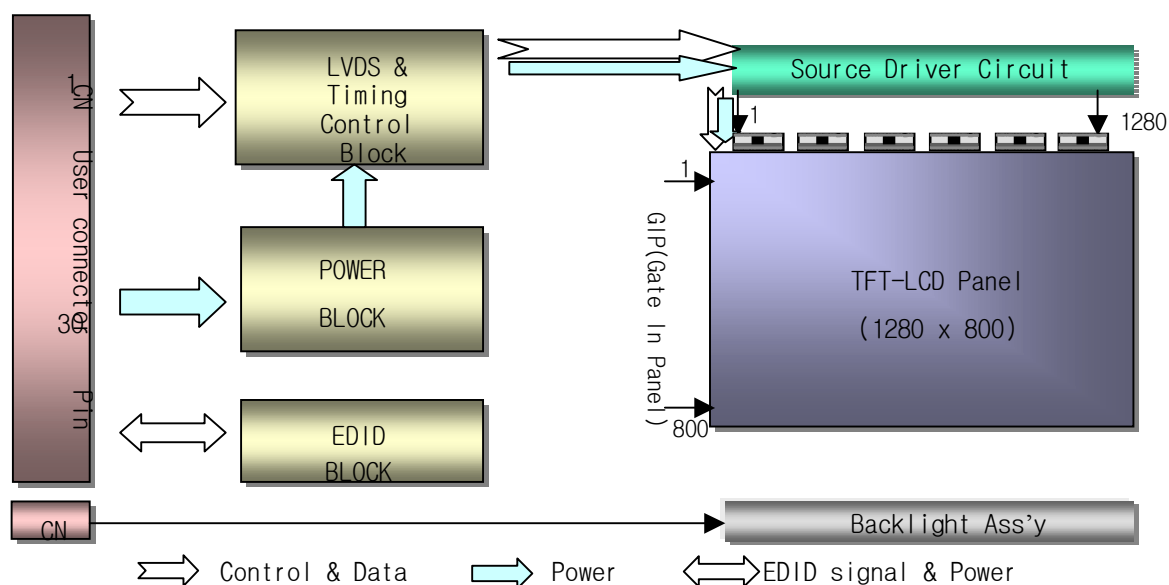 CN 1
User connector
30
Pin
LVDS &
Timing
Control
Block
POWER
BLOCK
EDID
BLOCK
Source Driver Circuit
1
1280
1
GIP(Gate In Panel)
800
TFT-LCD Panel
(1280 x 800)
CN
Backlight Ass'y
Control & Data
Power
EDID signal & Power